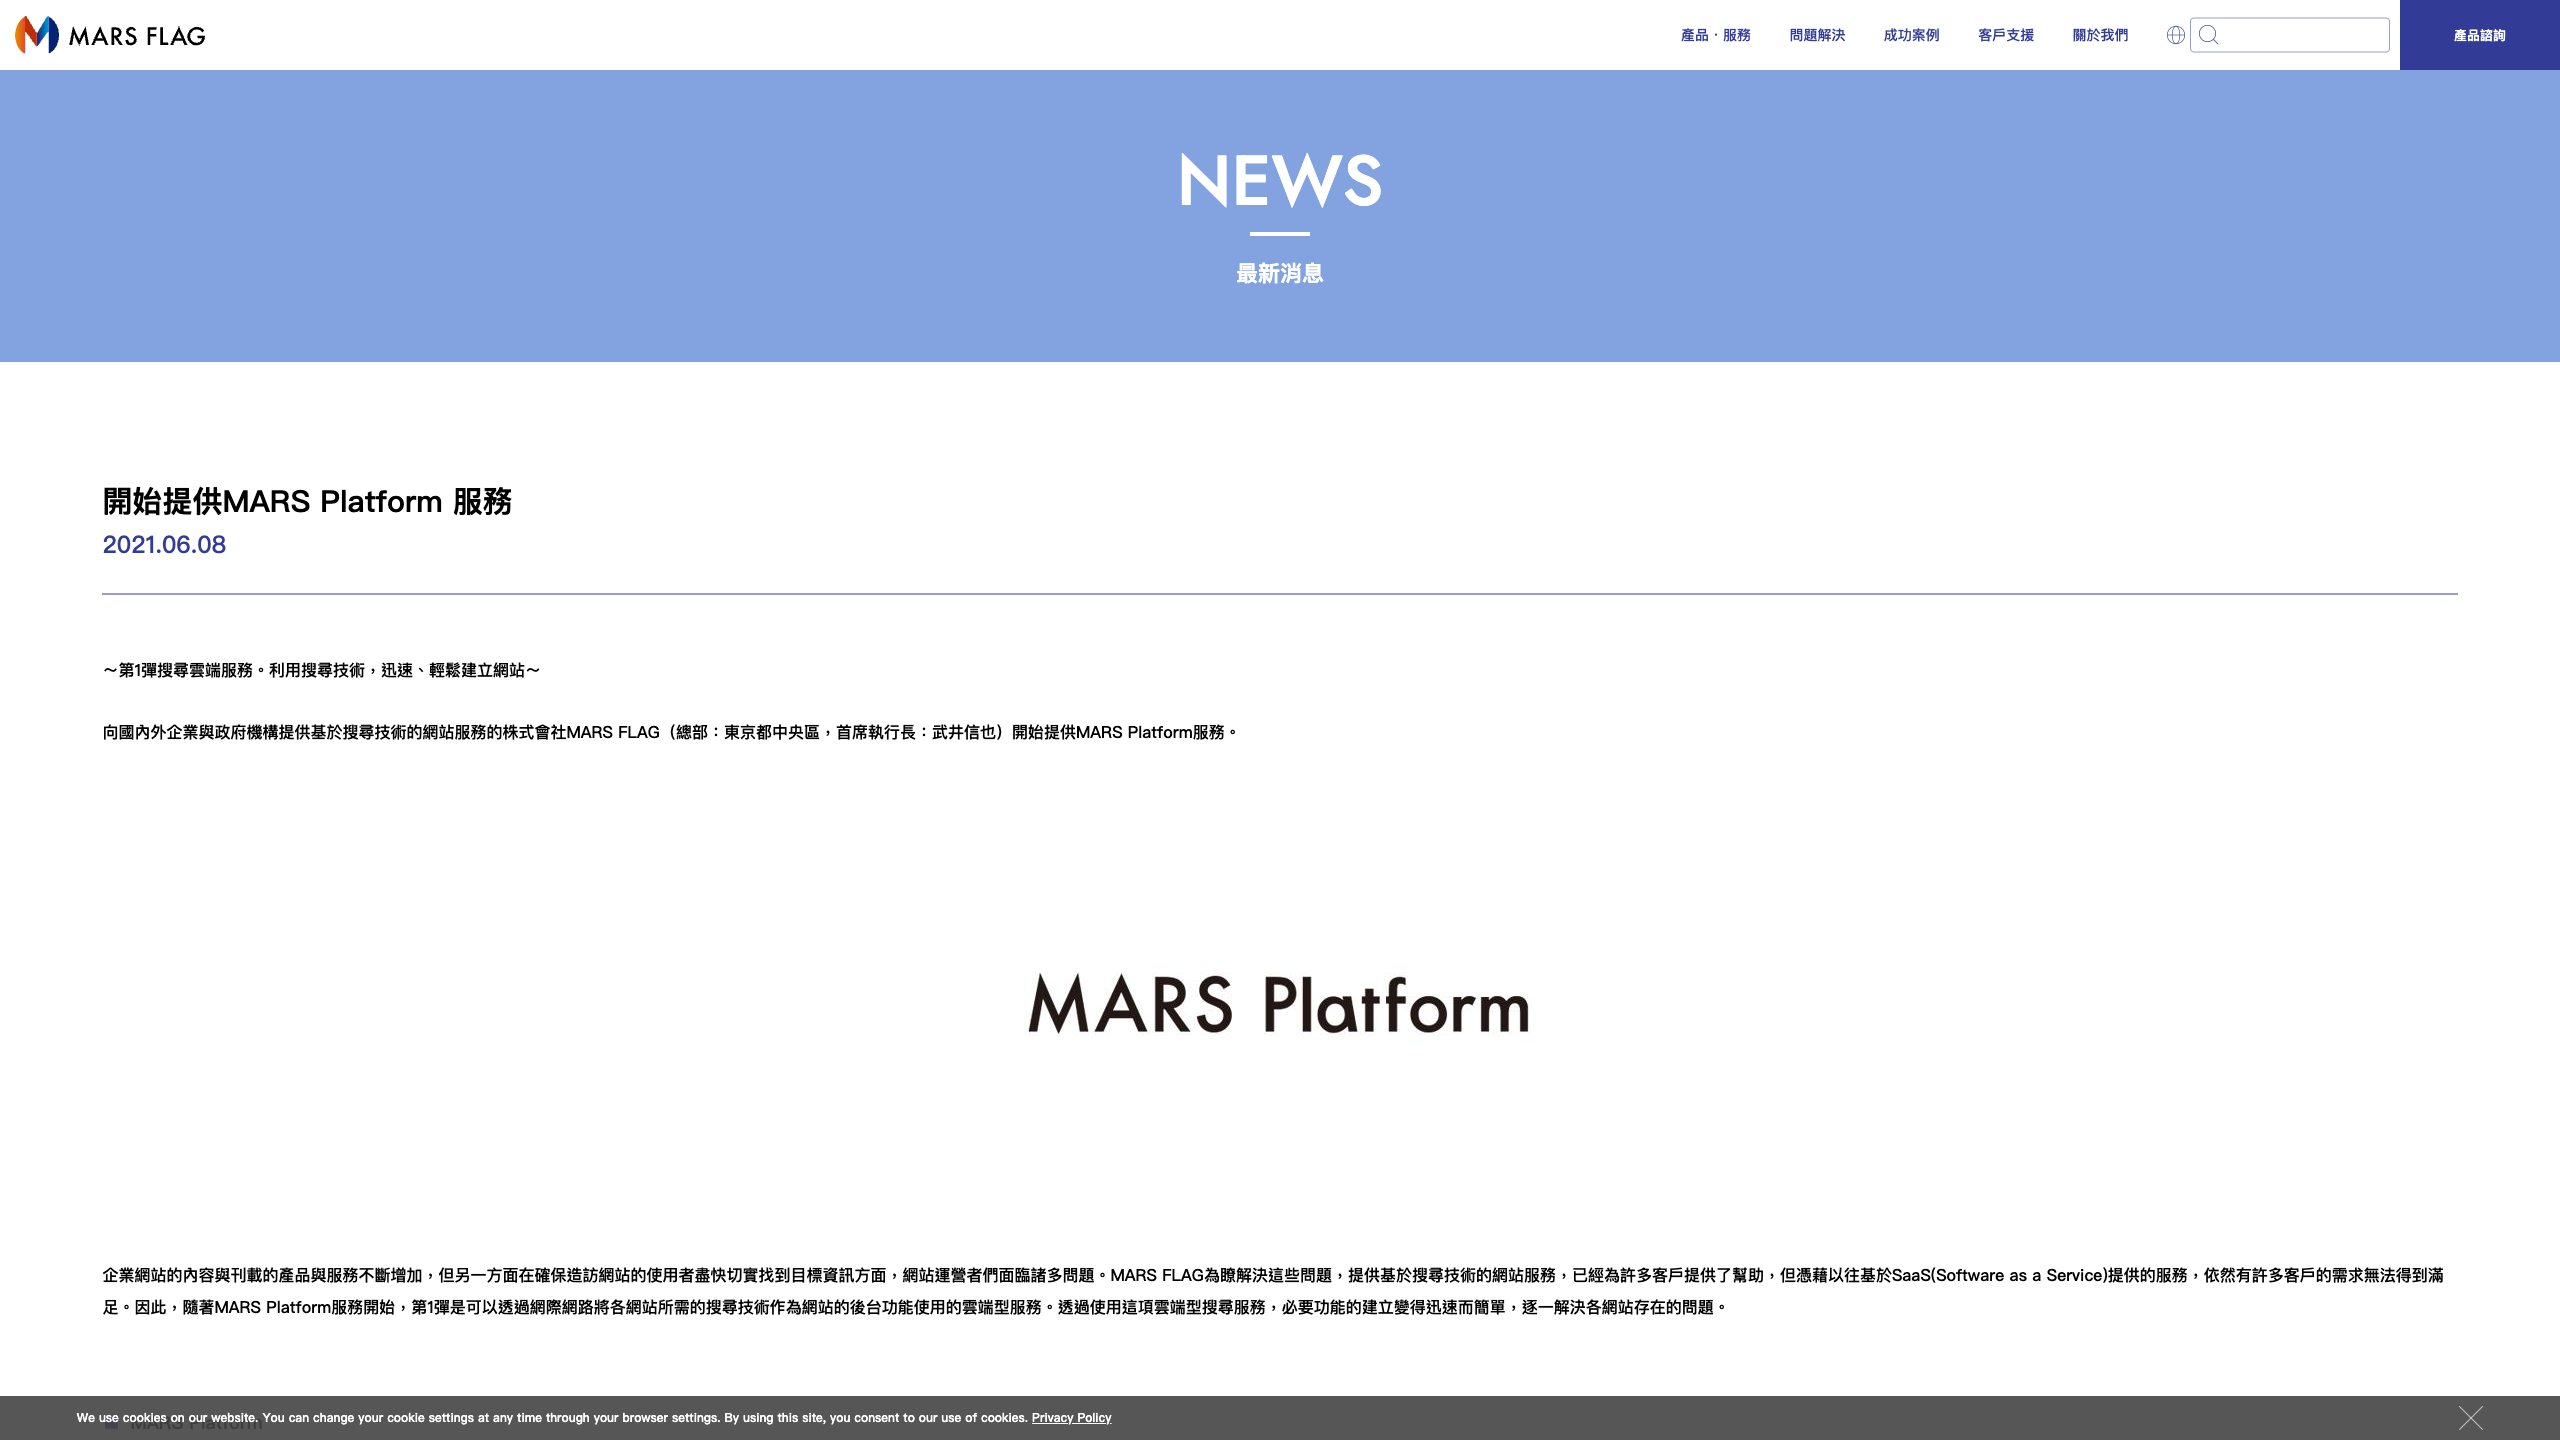 MARS FLAG
產品・服務
問題解決
成功案例
客戶支援
關於我們
產品諮詢
NEWS
最新消息
開始提供MARS Platform 服務
2021.06.08
～第1彈搜尋雲端服務。利用搜尋技術，迅速、輕鬆建立網站～
向國內外企業與政府機構提供基於搜尋技術的網站服務的株式會社MARS FLAG（總部：東京都中央區，首席執行長：武井信也）開始提供MARS Platform服務。
MARS Platform
企業網站的內容與刊載的產品與服務不斷增加，但另一方面在確保造訪網站的使用者盡快切實找到目標資訊方面，網站運營者們面臨諸多問題。MARS FLAG為瞭解決這些問題，提供基於搜尋技術的網站服務，已經為許多客戶提供了幫助，但憑藉以往基於SaaS(Software as a Service)提供的服務，依然有許多客戶的需求無法得到滿
足。因此，隨著MARS Platform服務開始，第1彈是可以透過網際網路將各網站所需的搜尋技術作為網站的後台功能使用的雲端型服務。透過使用這項雲端型搜尋服務，必要功能的建立變得迅速而簡單，逐一解決各網站存在的問題。
MARS Platform
We use cookies on our website. You can change your cookie settings at any time through your browser settings. By using this site, you consent to our use of cookies. Privacy Policy